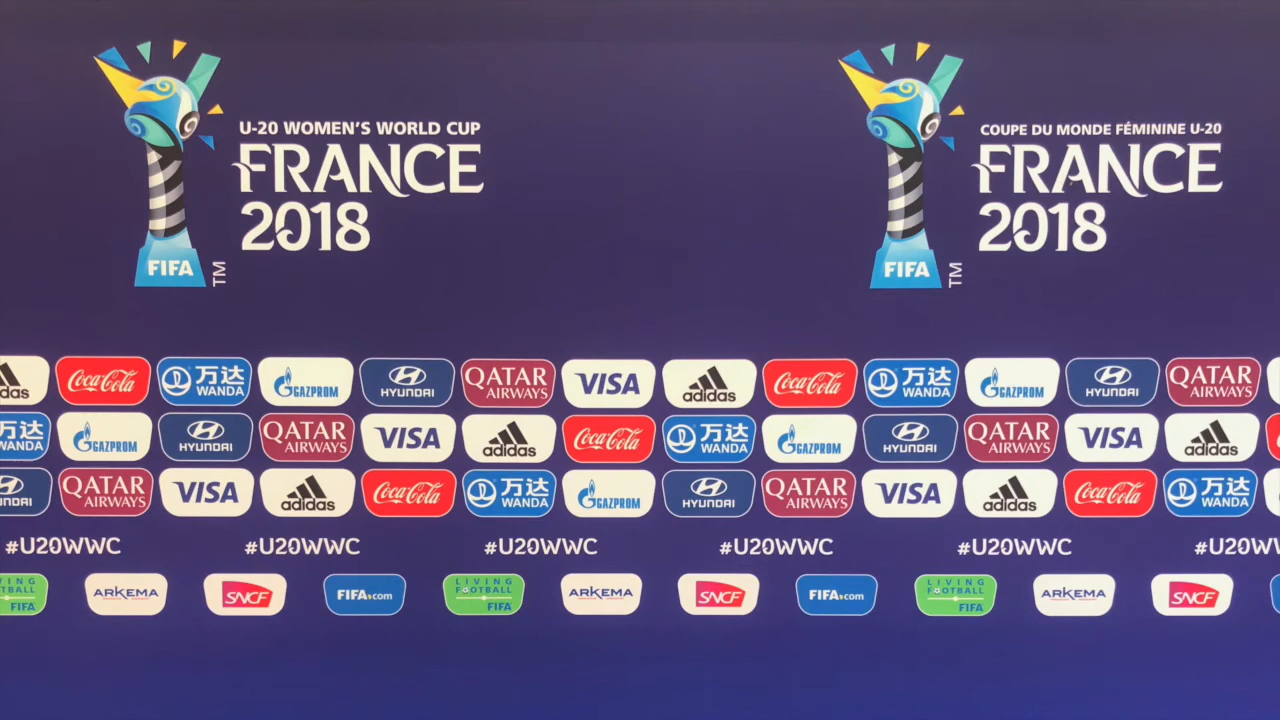 U-20 WOMEN'S WORLD CUP
FRANCE
2018
FIFA
TM
COUPE DU MONDE FÉMININE U-20
FRANCE
2018
FIFA
TM
das Coca-Cola 万达 WANDA GAZPROM HYUNDAI QATAR AIRWAYS VISA adidas Coca-Cola 万达 WANDA GAZPROM HYUNDAI QATAR AIRWAYS
万达 WANDA GAZPROM HYUNDAI QATAR AIRWAYS VISA adidas Coca-Cola 万达 WANDA GAZPROM HYUNDAI QATAR AIRWAYS VISA adidas
NDAI QATAR AIRWAYS VISA adidas Coca-Cola 万达 WANDA GAZPROM HYUNDAI QATAR AIRWAYS VISA adidas Coca-Cola 万达 WANDA
#U20WWC #U20WWC #U20WWC #U20WWC #U20WWC #U20W
ING TBALL FIFA ARKEMA SNCF FIFA.com LIVING FOOTBALL FIFA ARKEMA SNCF FIFA.com LIVING FOOTBALL FIFA ARKEMA SNCF